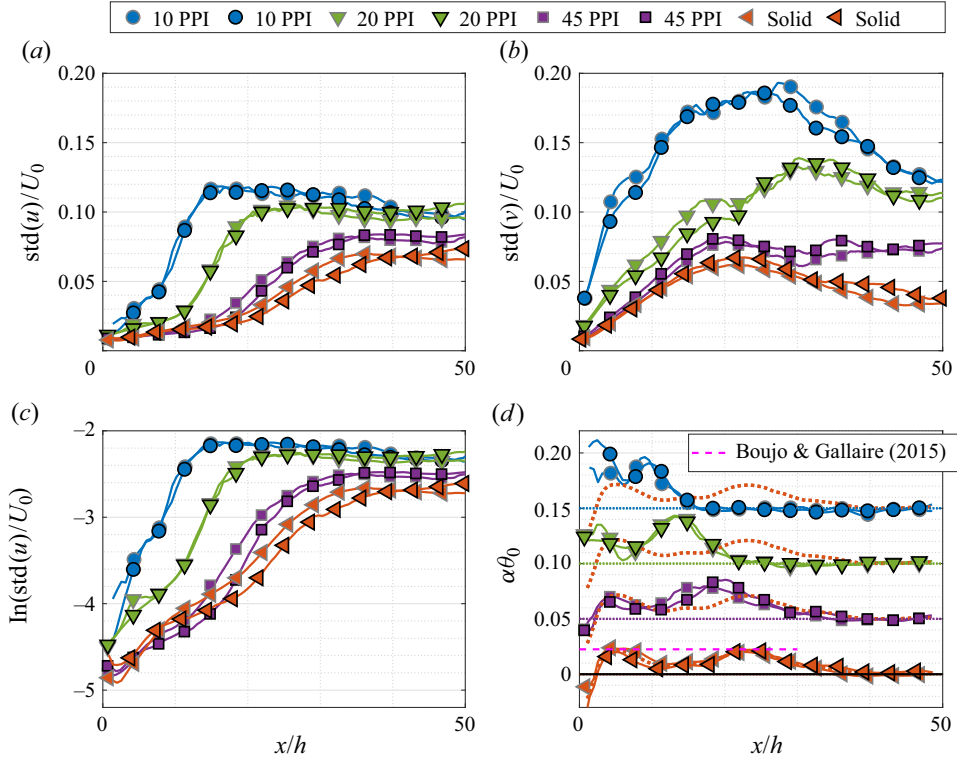 10 PPI 10 PPI 20 PPI 20 PPI 45 PPI 45 PPI Solid Solid
(a) (b)
0.20 0.20
0.15 0.15
std(u)/U0 0.10 std(v)/U0 0.10
0.05 0.05
0 50 0 50
(c) (d)
−2 Boujo & Gallaire (2015)
0.20
−3 0.15
ln(std(u)/U0) αθ0 0.10
−4 0.05
−5 0
0 50 0 50
x/h x/h